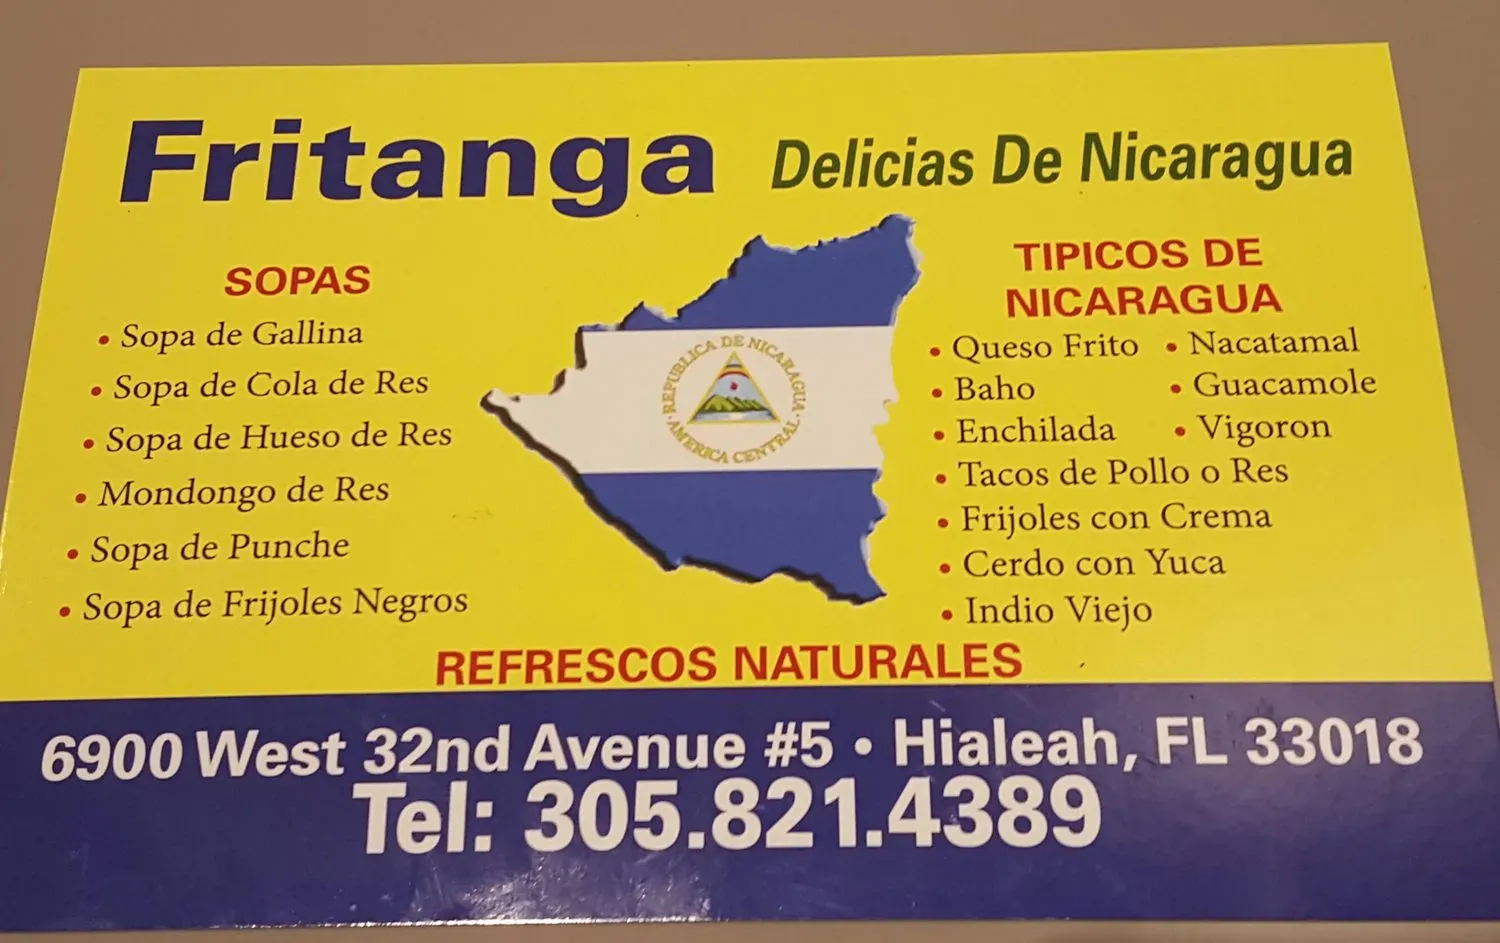 Fritanga Delicias De Nicaragua
SOPAS
• Sopa de Gallina
• Sopa de Cola de Res
• Sopa de Hueso de Res
• Mondongo de Res
• Sopa de Punche
• Sopa de Frijoles Negros
REPUBLICA DE NICARAGUA
AMERICA CENTRAL
TIPICOS DE
NICARAGUA
• Queso Frito • Nacatamal
• Baho • Guacamole
• Enchilada • Vigoron
• Tacos de Pollo o Res
• Frijoles con Crema
• Cerdo con Yuca
• Indio Viejo
REFRESCOS NATURALES
6900 West 32nd Avenue #5 • Hialeah, FL 33018
Tel: 305.821.4389